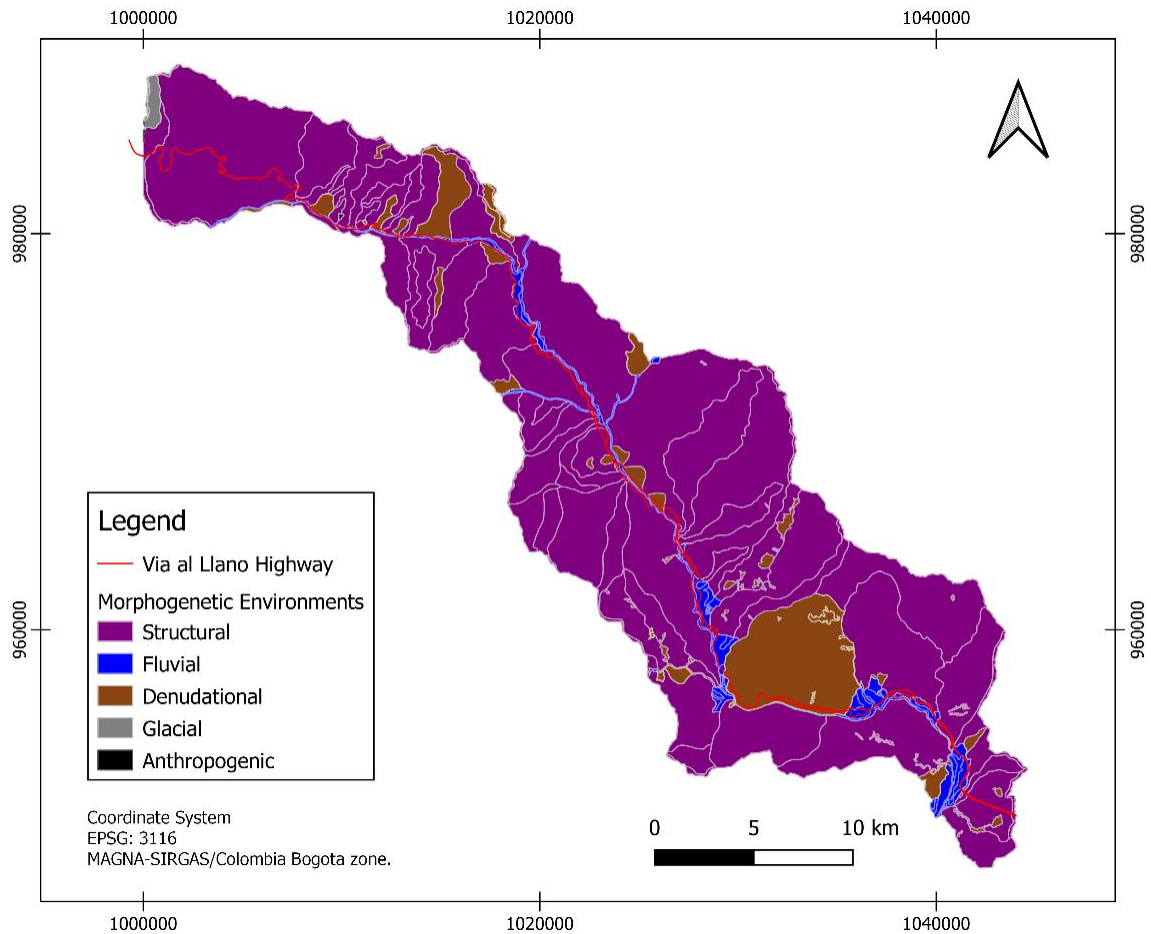 1000000 1020000 1040000
980000 980000
960000 960000
Legend
Via al Llano Highway
Morphogenetic Environments
Structural
Fluvial
Denudational
Glacial
Anthropogenic
Coordinate System
EPSG: 3116
MAGNA-SIRGAS/Colombia Bogota zone.
0 5 10 km
1000000 1020000 1040000